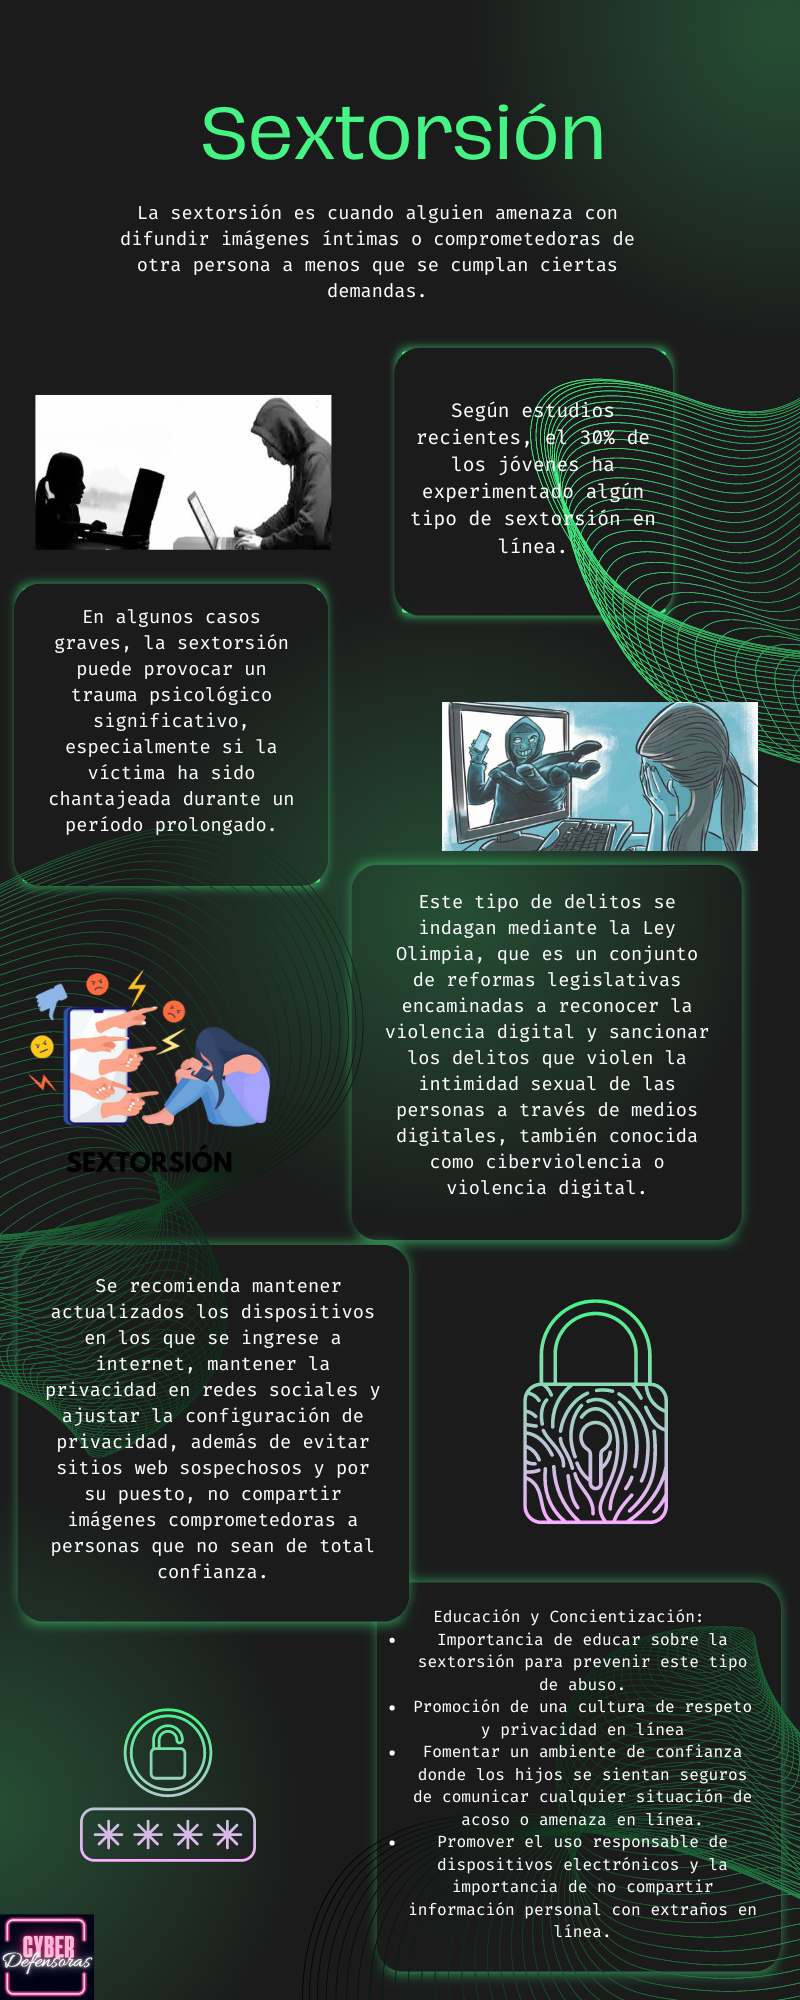 Sextorsión
La sextorsión es cuando alguien amenaza con
difundir imágenes íntimas o comprometedoras de
otra persona a menos que se cumplan ciertas
demandas.
Según estudios
recientes, el 30% de
los jóvenes ha
experimentado algún
tipo de sextorsión en
línea.
En algunos casos
graves, la sextorsión
puede provocar un
trauma psicológico
significativo,
especialmente si la
víctima ha sido
chantajeada durante un
período prolongado.
Este tipo de delitos se
indagan mediante la Ley
Olimpia, que es un conjunto
de reformas legislativas
encaminadas a reconocer la
violencia digital y sancionar
los delitos que violen la
intimidad sexual de las
personas a través de medios
digitales, también conocida
como ciberviolencia o
violencia digital.
SEXTORSIÓN
Se recomienda mantener
actualizados los dispositivos
en los que se ingrese a
internet, mantener la
privacidad en redes sociales y
ajustar la configuración de
privacidad, además de evitar
sitios web sospechosos y por
su puesto, no compartir
imágenes comprometedoras a
personas que no sean de total
confianza.
Educación y Concientización:
• Importancia de educar sobre la
sextorsión para prevenir este tipo
de abuso.
• Promoción de una cultura de respeto
y privacidad en línea
• Fomentar un ambiente de confianza
donde los hijos se sientan seguros
de comunicar cualquier situación de
acoso o amenaza en línea.
• Promover el uso responsable de
dispositivos electrónicos y la
importancia de no compartir
información personal con extraños en
línea.
CYBER
Defensoras